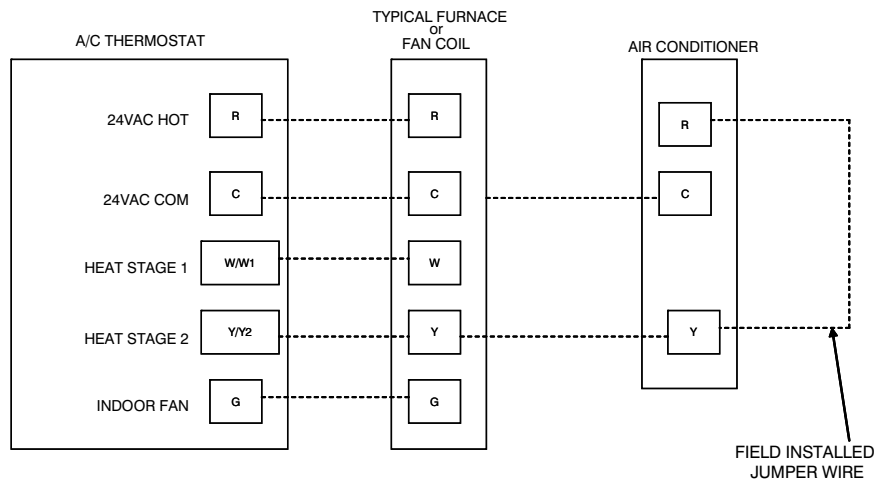 TYPICAL FURNACE
or
FAN COIL
A/C THERMOSTAT
AIR CONDITIONER
24VAC HOT
R
R
R
24VAC COM
C
C
C
HEAT STAGE 1
W/W1
W
HEAT STAGE 2
Y/Y2
Y
Y
INDOOR FAN
G
G
FIELD INSTALLED
JUMPER WIRE